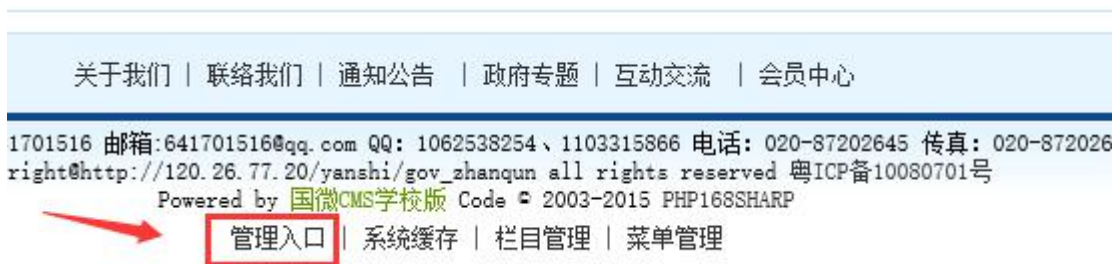 关于我们 | 联络我们 | 通知公告 | 政府专题 | 互动交流 | 会员中心
1701516 邮箱:641701516@qq.com QQ: 1062538254、1103315866 电话: 020-87202645 传真: 020-872026
right@http://120.26.77.20/yanshi/gov_zhanqun all rights reserved 粤ICP备10080701号
Powered by 国微CMS学校版 Code © 2003-2015 PHP168SHARP
管理入口 | 系统缓存 | 栏目管理 | 菜单管理